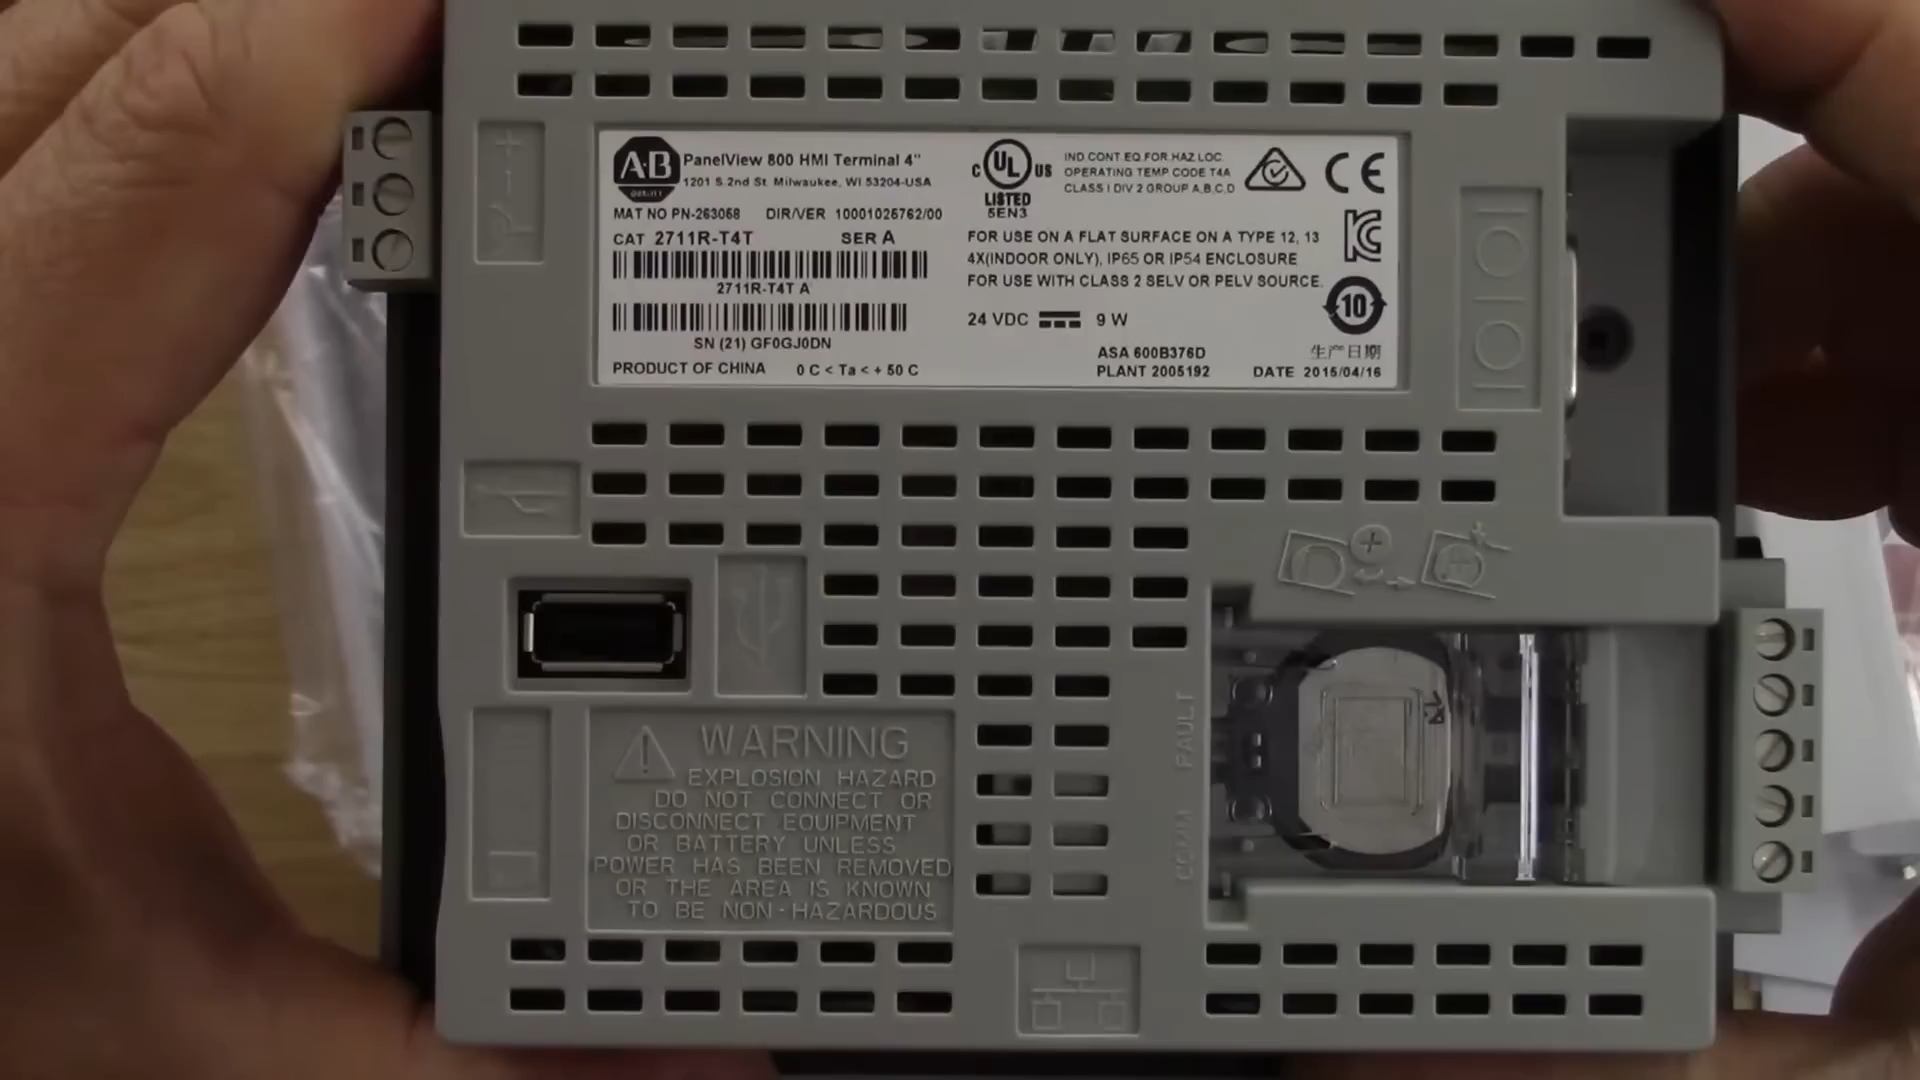 A·B
PanelView 800 HMI Terminal 4"
1201 S.2nd St. Milwaukee, WI 53204-USA
MAT NO PN-263058 DIR/VER 10001026762/00
CAT 2711R-T4T SER A
2711R-T4T A
SN (21) GF0GJ0DN
PRODUCT OF CHINA 0 C < Ta < + 50 C
C UL US
LISTED
5EN3
IND.CONT.EQ.FOR.HAZ.LOC.
OPERATING TEMP CODE T4A
CLASS I DIV 2 GROUP A,B,C,D
CE
FOR USE ON A FLAT SURFACE ON A TYPE 12, 13
4X(INDOOR ONLY), IP65 OR IP54 ENCLOSURE
FOR USE WITH CLASS 2 SELV OR PELV SOURCE.
10
24 VDC 9 W
ASA 600B376D
PLANT 2005192
生产日期
DATE 2015/04/16
WARNING
EXPLOSION HAZARD
DO NOT CONNECT OR
DISCONNECT EQUIPMENT
OR BATTERY UNLESS
POWER HAS BEEN REMOVED
OR THE AREA IS KNOWN
TO BE NON-HAZARDOUS
FAULT
COMM